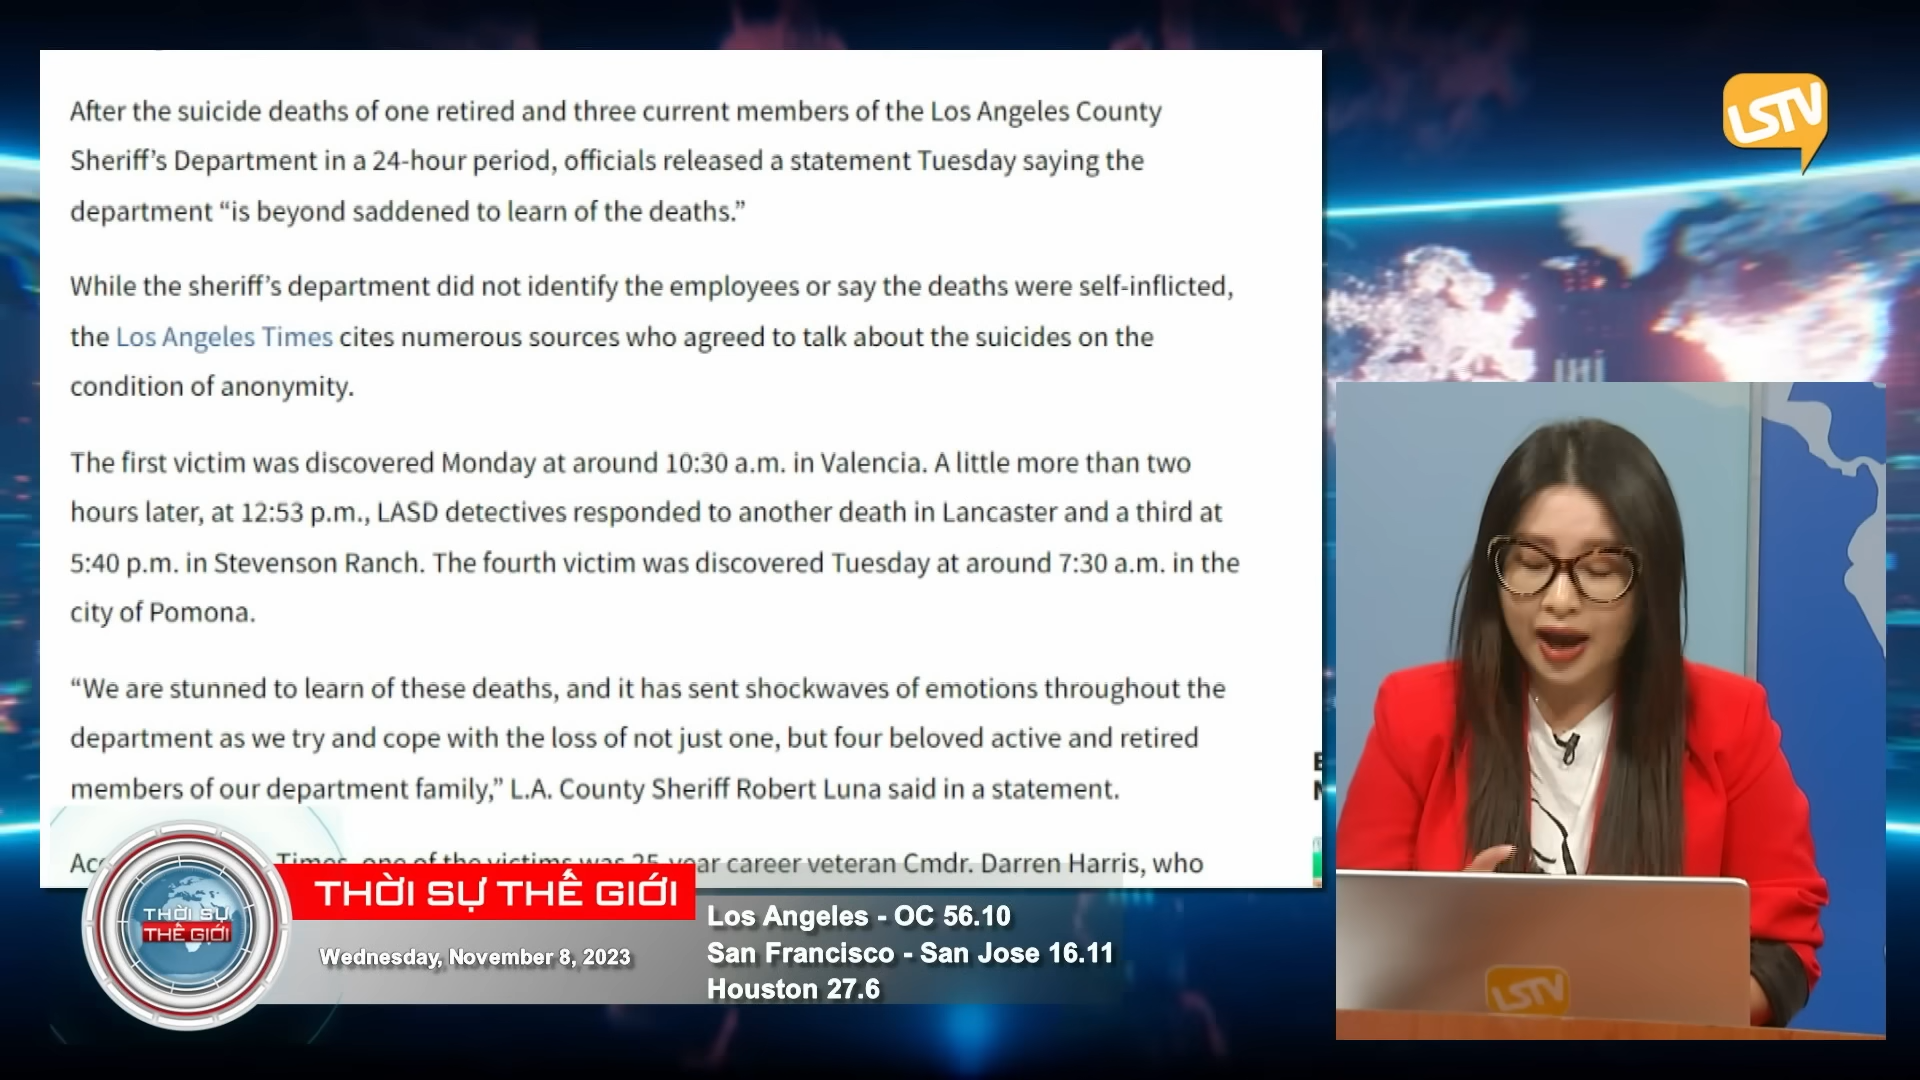 After the suicide deaths of one retired and three current members of the Los Angeles County
Sheriff’s Department in a 24-hour period, officials released a statement Tuesday saying the
department “is beyond saddened to learn of the deaths.”
While the sheriff’s department did not identify the employees or say the deaths were self-inflicted,
the Los Angeles Times cites numerous sources who agreed to talk about the suicides on the
condition of anonymity.
The first victim was discovered Monday at around 10:30 a.m. in Valencia. A little more than two
hours later, at 12:53 p.m., LASD detectives responded to another death in Lancaster and a third at
5:40 p.m. in Stevenson Ranch. The fourth victim was discovered Tuesday at around 7:30 a.m. in the
city of Pomona.
“We are stunned to learn of these deaths, and it has sent shockwaves of emotions throughout the
department as we try and cope with the loss of not just one, but four beloved active and retired
members of our department family,” L.A. County Sheriff Robert Luna said in a statement.
Times, one of the victims was 25-year career veteran Cmdr. Darren Harris, who
LSTV
THỜI SỰ
THẾ GIỚI
THỜI SỰ THẾ GIỚI
Wednesday, November 8, 2023
Los Angeles - OC 56.10
San Francisco - San Jose 16.11
Houston 27.6
LSTV